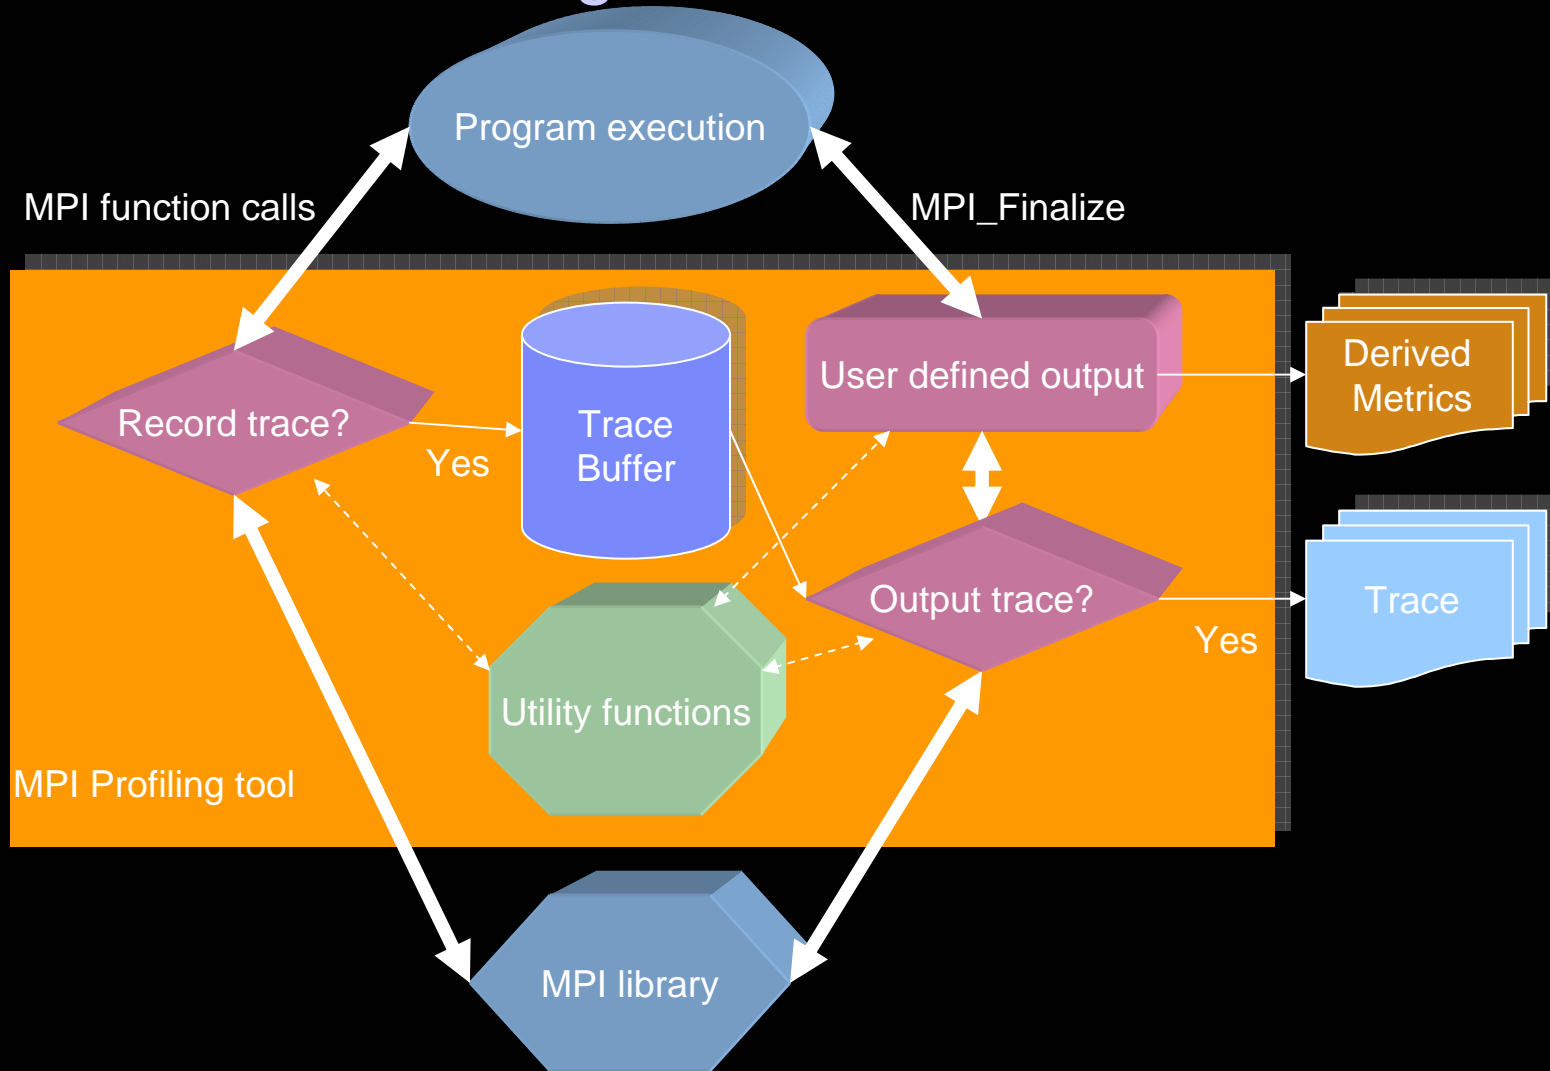 Program execution
MPI function calls
MPI_Finalize
Derived
Metrics
User defined output
Record trace?
Trace
Buffer
Yes
Output trace?
Trace
Yes
Utility functions
MPI Profiling tool
MPI library